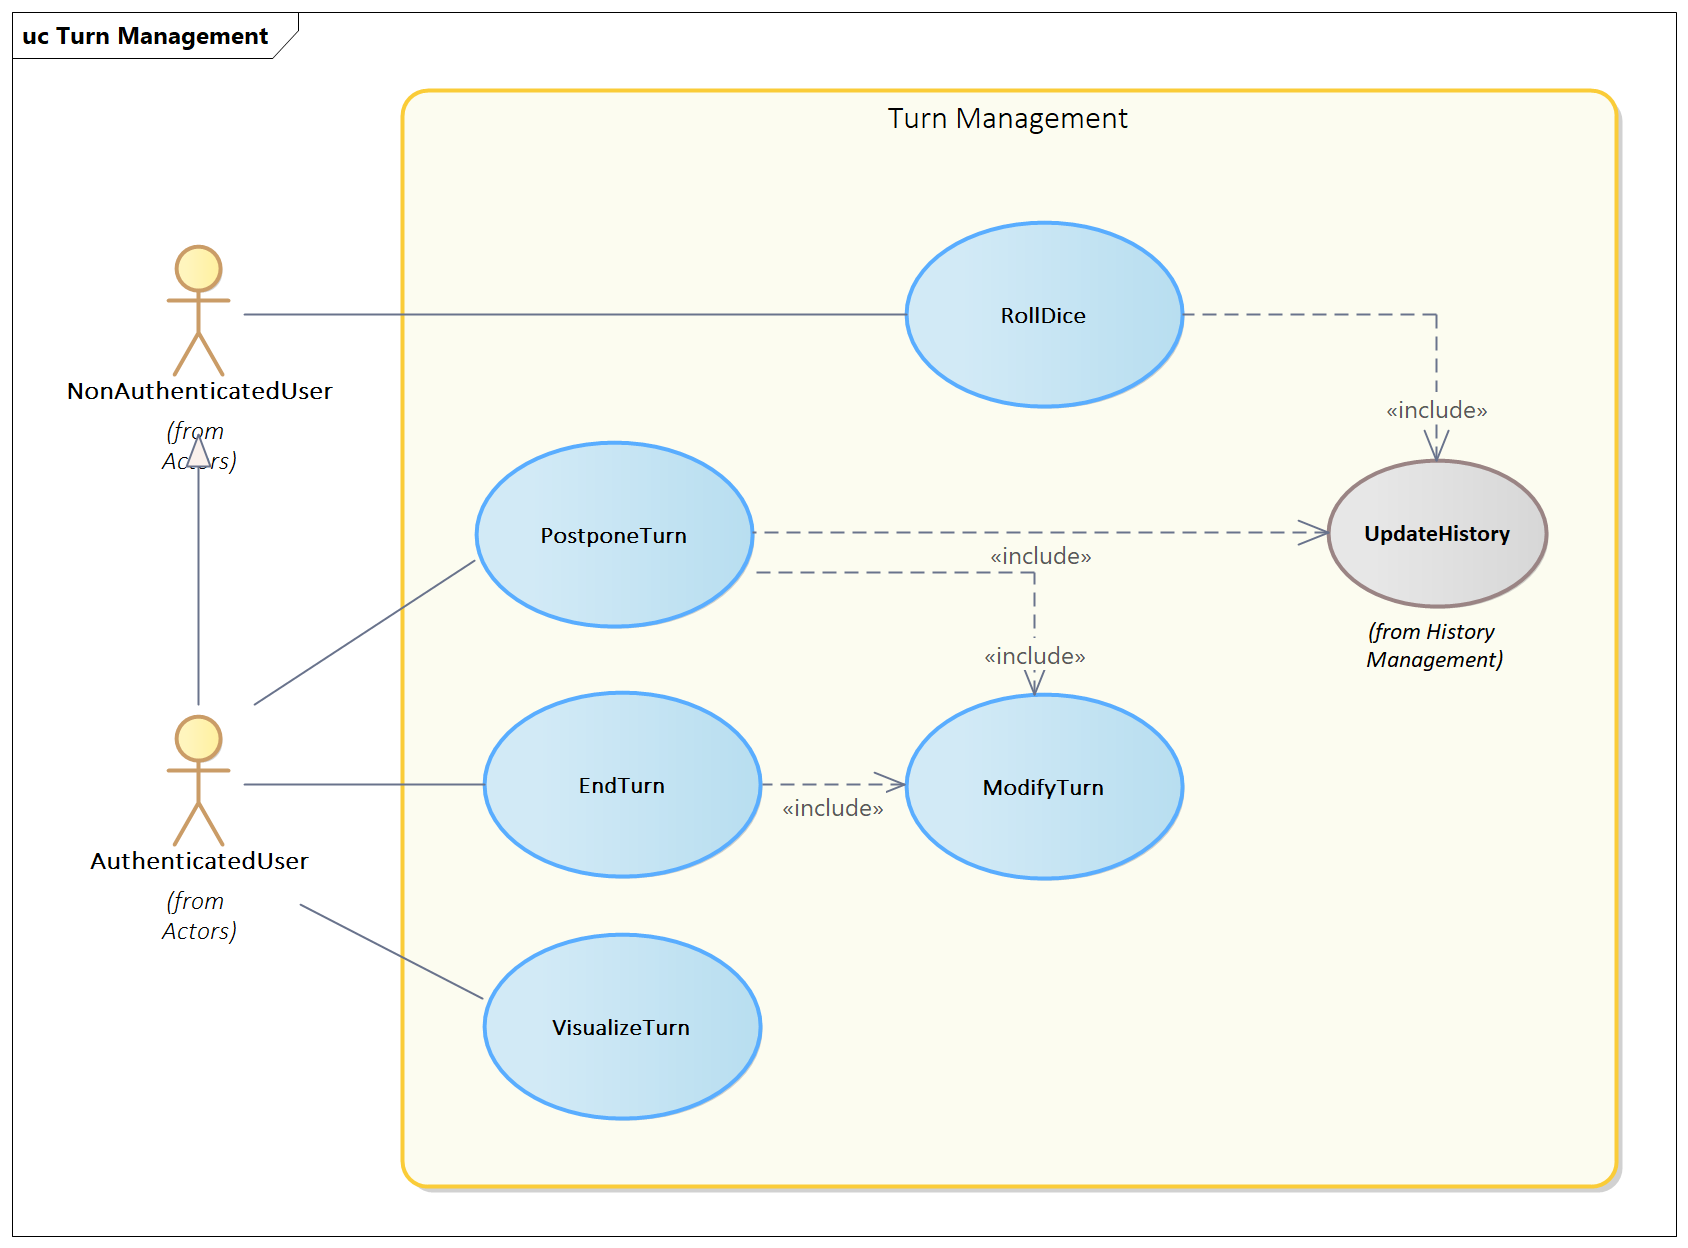 uc Turn Management
Turn Management
RollDice
NonAuthenticatedUser
(from
Actors)
«include»
PostponeTurn
UpdateHistory
«include»
(from History
Management)
«include»
EndTurn
ModifyTurn
«include»
AuthenticatedUser
(from
Actors)
VisualizeTurn